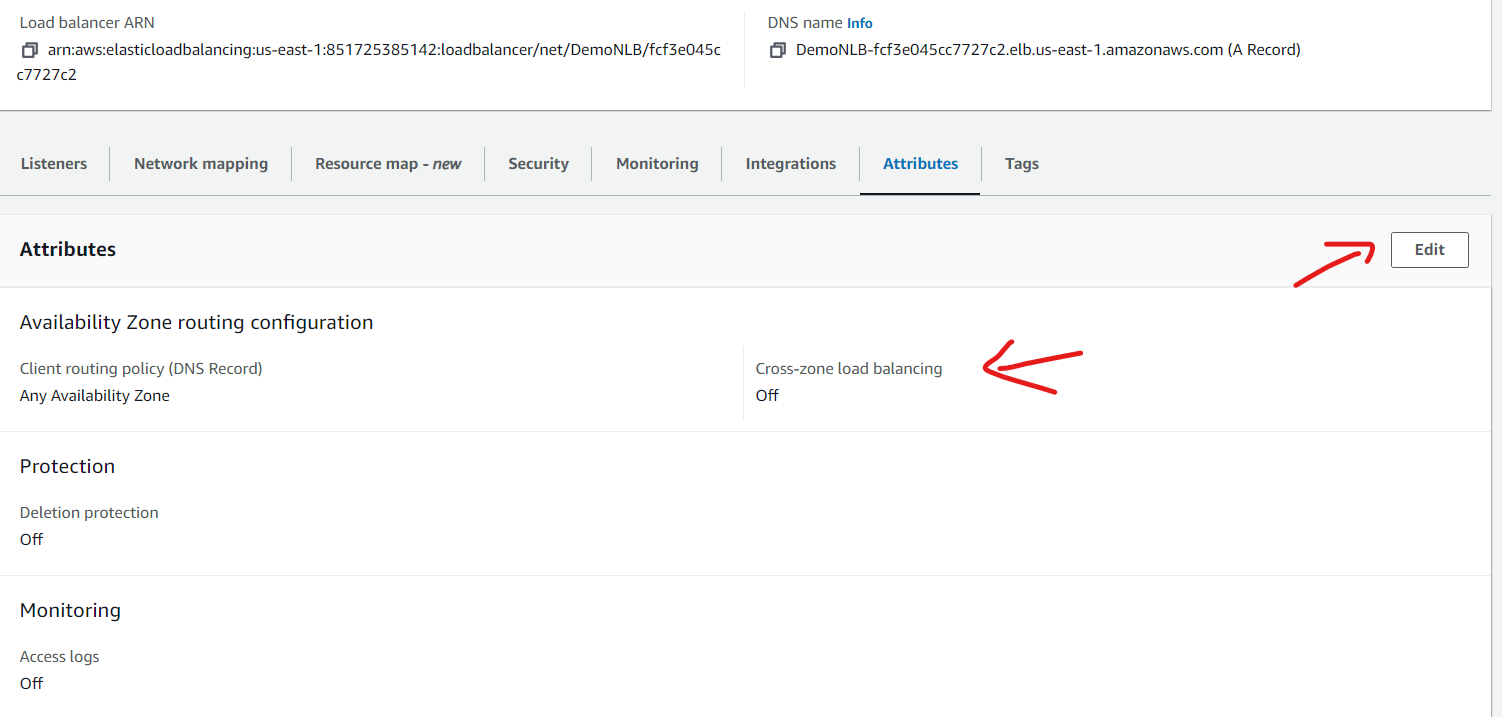 Load balancer ARN
arn:aws:elasticloadbalancing:us-east-1:851725385142:loadbalancer/net/DemoNLB/fcf3e045c
c7727c2
DNS name Info
DemoNLB-fcf3e045cc7727c2.elb.us-east-1.amazonaws.com (A Record)
Listeners Network mapping Resource map - new Security Monitoring Integrations Attributes Tags
Attributes Edit
Availability Zone routing configuration
Client routing policy (DNS Record)
Any Availability Zone
Cross-zone load balancing
Off
Protection
Deletion protection
Off
Monitoring
Access logs
Off